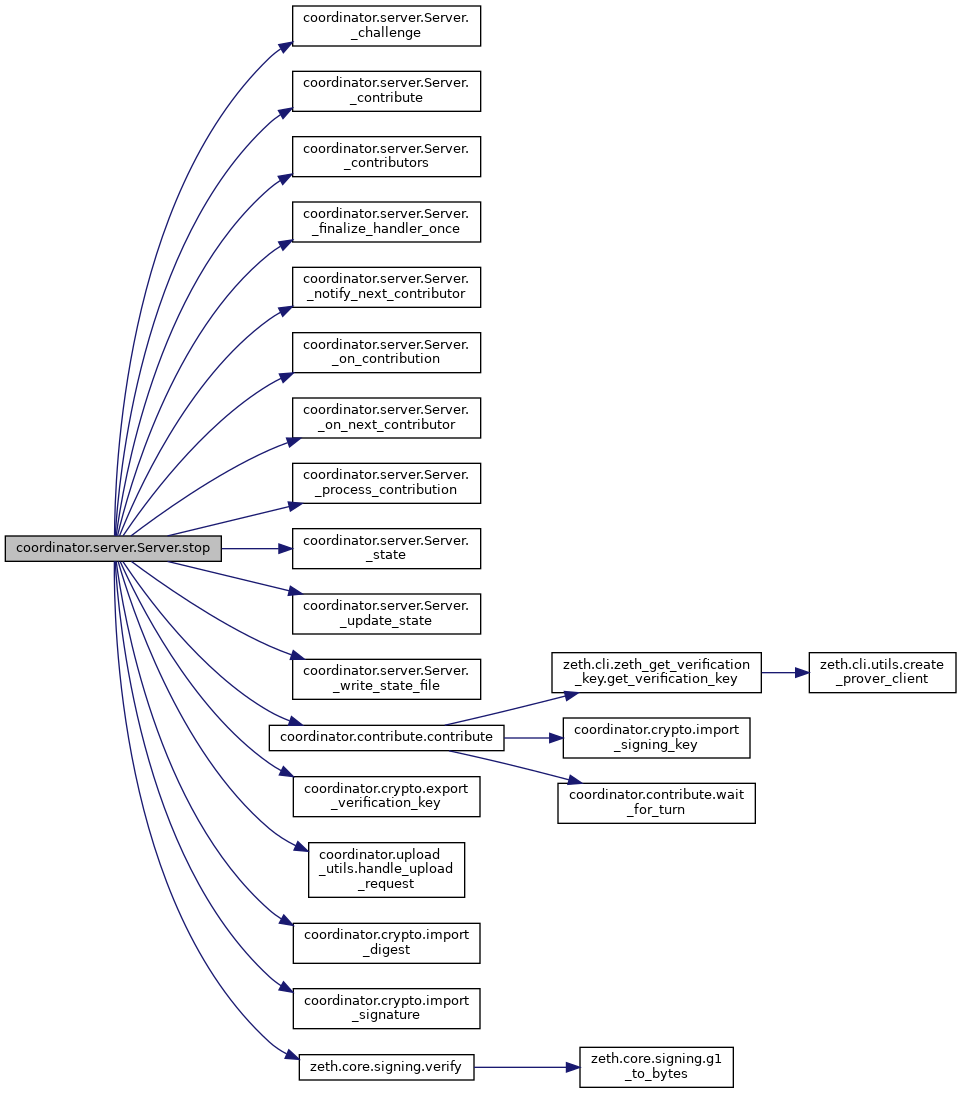 coordinator.server.Server.
_challenge
coordinator.server.Server.
_contribute
coordinator.server.Server.
_contributors
coordinator.server.Server.
_finalize_handler_once
coordinator.server.Server.
_notify_next_contributor
coordinator.server.Server.
_on_contribution
coordinator.server.Server.
_on_next_contributor
coordinator.server.Server.
_process_contribution
coordinator.server.Server.stop
coordinator.server.Server.
_state
coordinator.server.Server.
_update_state
coordinator.server.Server.
_write_state_file
coordinator.contribute.contribute
zeth.cli.zeth_get_verification
_key.get_verification_key
zeth.cli.utils.create
_prover_client
coordinator.crypto.import
_signing_key
coordinator.contribute.wait
_for_turn
coordinator.crypto.export
_verification_key
coordinator.upload
_utils.handle_upload
_request
coordinator.crypto.import
_digest
coordinator.crypto.import
_signature
zeth.core.signing.verify
zeth.core.signing.g1
_to_bytes